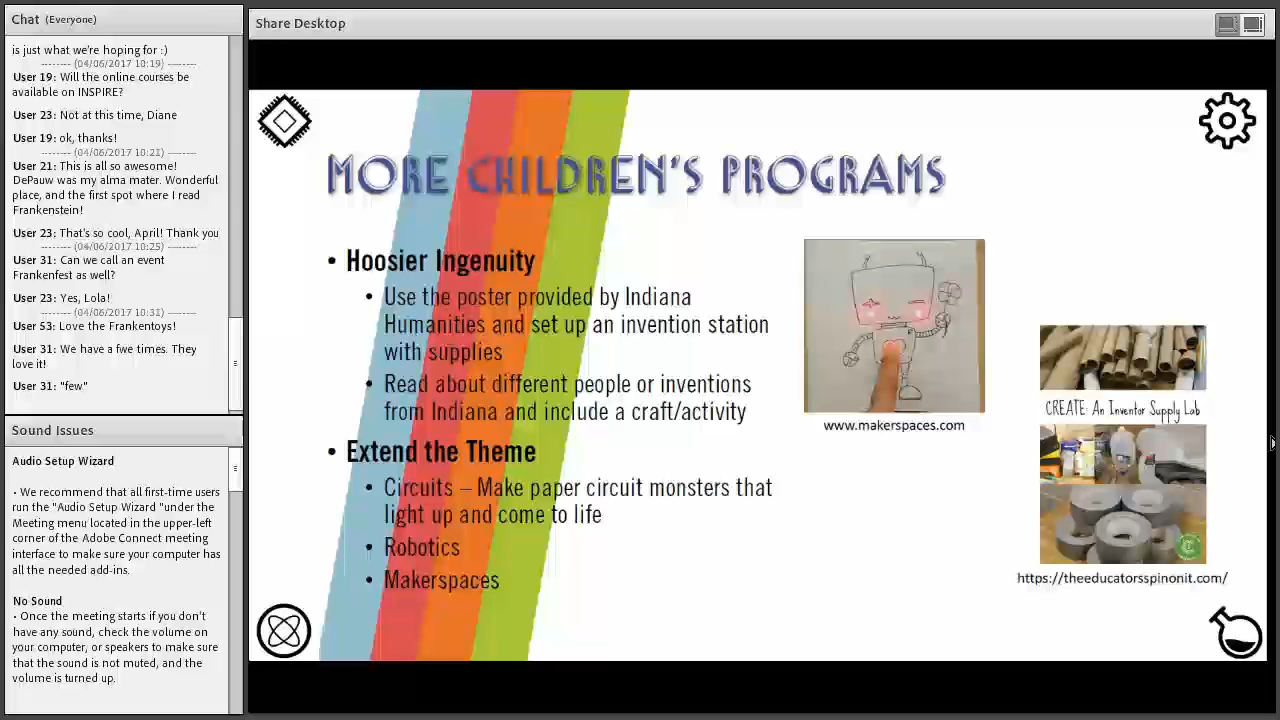 Chat (Everyone)
is just what we're hoping for :)
-------- (04/06/2017 10:19) --------
User 19: Will the online courses be
available on INSPIRE?
User 23: Not at this time, Diane
User 19: ok, thanks!
-------- (04/06/2017 10:21) --------
User 21: This is all so awesome!
DePauw was my alma mater. Wonderful
place, and the first spot where I read
Frankenstein!
User 23: That's so cool, April! Thank you
-------- (04/06/2017 10:25) --------
User 31: Can we call an event
Frankenfest as well?
User 23: Yes, Lola!
-------- (04/06/2017 10:31) --------
User 53: Love the Frankentoys!
User 31: We have a fwe times. They
love it!
User 31: "few"
Sound Issues
Audio Setup Wizard
• We recommend that all first-time users
run the "Audio Setup Wizard "under the
Meeting menu located in the upper-left
corner of the Adobe Connect meeting
interface to make sure your computer has
all the needed add-ins.
No Sound
• Once the meeting starts if you don't
have any sound, check the volume on
your computer, or speakers to make sure
that the sound is not muted, and the
volume is turned up.
Share Desktop
MORE CHILDREN'S PROGRAMS
• Hoosier Ingenuity
• Use the poster provided by Indiana
Humanities and set up an invention station
with supplies
• Read about different people or inventions
from Indiana and include a craft/activity
• Extend the Theme
• Circuits – Make paper circuit monsters that
light up and come to life
• Robotics
• Makerspaces
www.makerspaces.com
CREATE: An Inventor Supply Lab
https://theeducatorsspinonit.com/